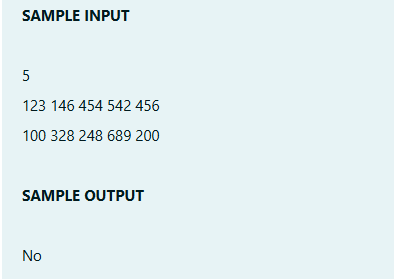 SAMPLE INPUT
5
123 146 454 542 456
100 328 248 689 200
SAMPLE OUTPUT
No